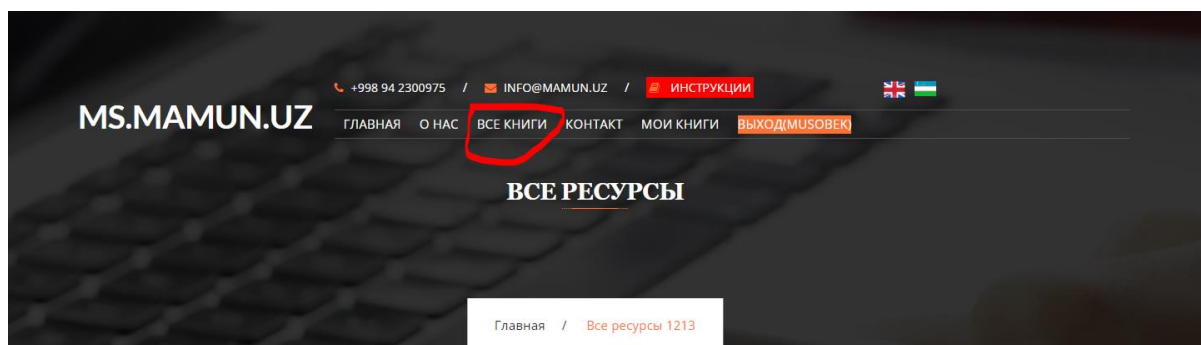 +998 94 2300975 / INFO@MAMUN.UZ / ИНСТРУКЦИИ
MS.MAMUN.UZ
ГЛАВНАЯ О НАС ВСЕ КНИГИ КОНТАКТ МОИ КНИГИ ВЫХОД(MUSOBEK)
ВСЕ РЕСУРСЫ
Главная / Все ресурсы 1213